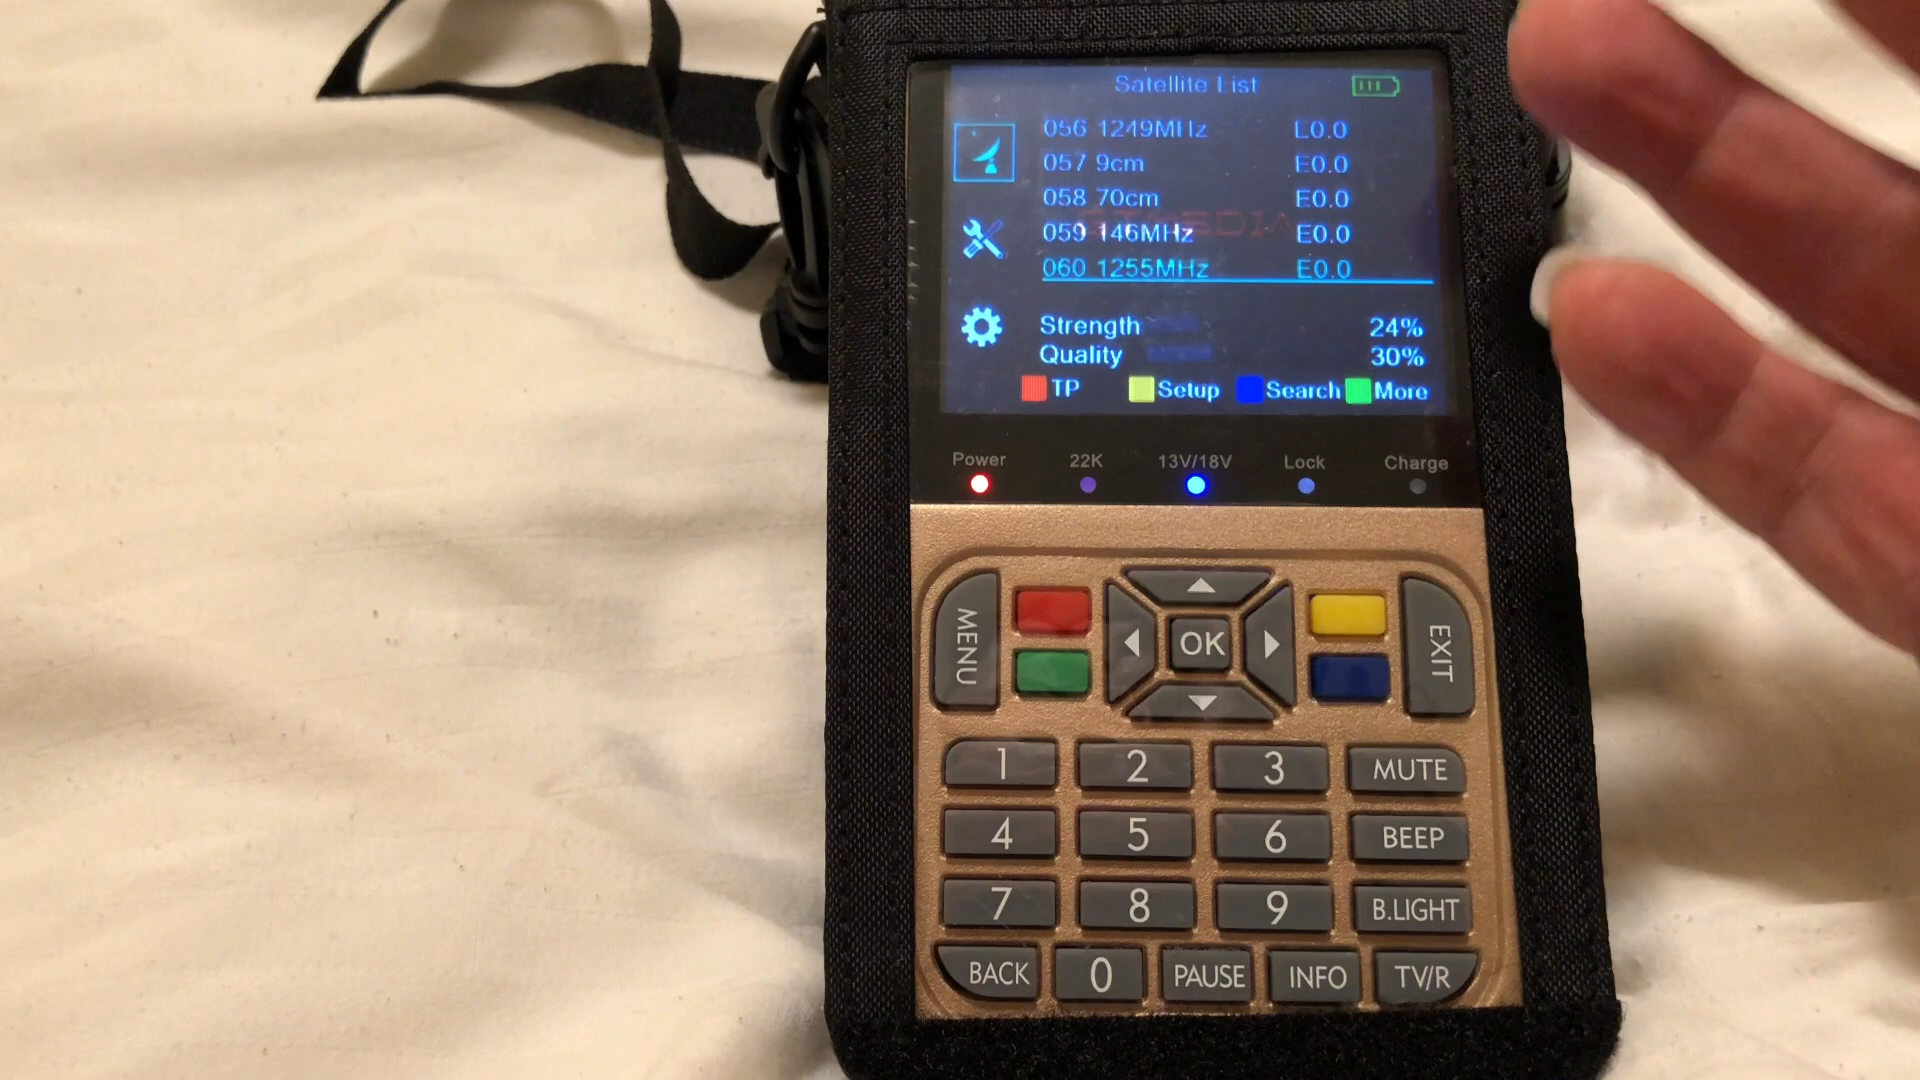 Satellite List
056 1249MHz E0.0
057 9cm E0.0
058 70cm E0.0
GTMEDIA
059 146MHz E0.0
060 1255MHz E0.0
Strength 24%
Quality 30%
TP Setup Search More
Power 22K 13V/18V Lock Charge
MENU OK EXIT
1 2 3 MUTE
4 5 6 BEEP
7 8 9 B.LIGHT
BACK 0 PAUSE INFO TV/R